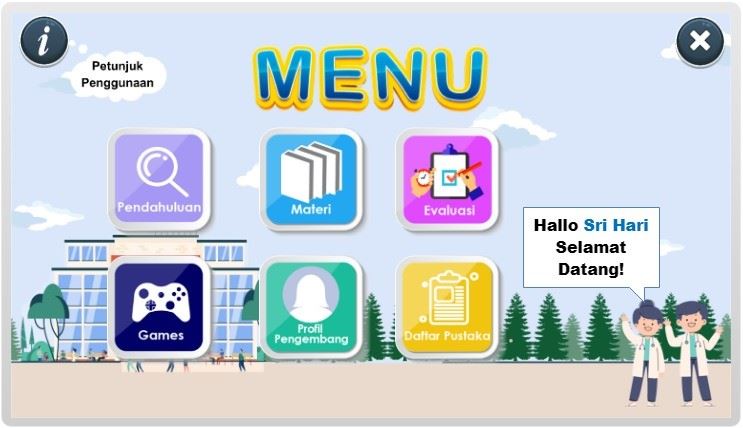 i
Petunjuk
Penggunaan
MENU
Pendahuluan
Materi
Evaluasi
Hallo Sri Hari
Selamat
Datang!
Games
Profil
Pengembang
Daftar Pustaka